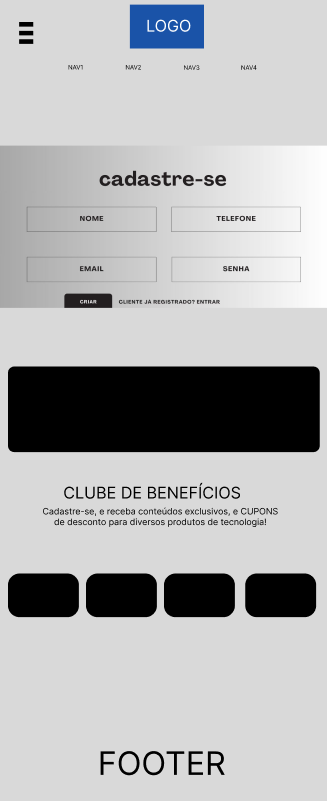 LOGO
NAV1 NAV2 NAV3 NAV4
cadastre-se
NOME TELEFONE
EMAIL SENHA
CRIAR CLIENTE JÁ REGISTRADO? ENTRAR
CLUBE DE BENEFÍCIOS
Cadastre-se, e receba conteúdos exclusivos, e CUPONS
de desconto para diversos produtos de tecnologia!
FOOTER